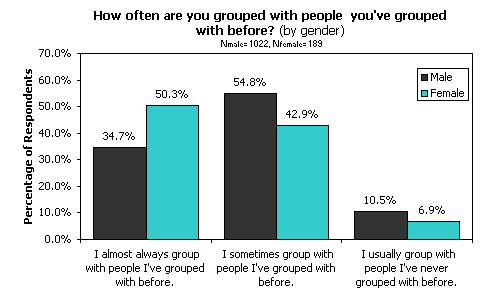 How often are you grouped with people you've grouped
with before? (by gender)
Nmale= 1022, Nfemale= 189
Percentage of Respondents
70.0%
60.0%
50.0%
40.0%
30.0%
20.0%
10.0%
0.0%
34.7%
50.3%
54.8%
42.9%
10.5%
6.9%
Male
Female
I almost always group
with people I've grouped
with before.
I sometimes group with
people I've grouped with
before.
I usually group with
people I've never
grouped with before.